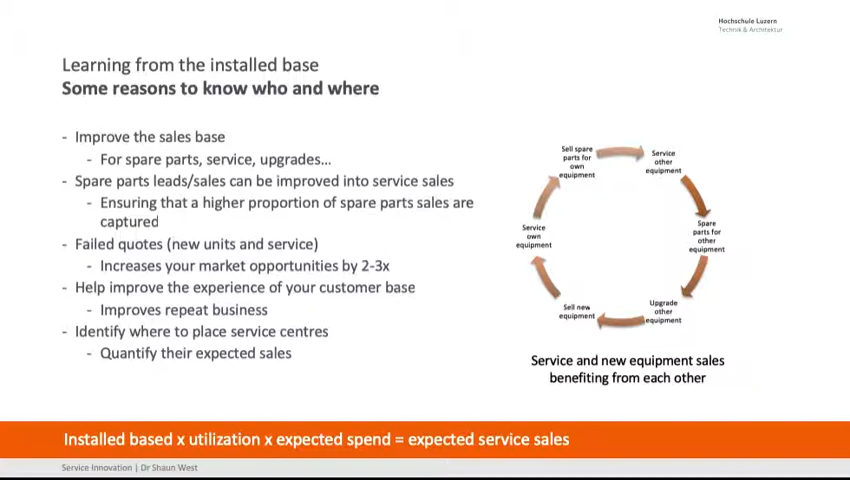 Hochschule Luzern
Technik & Architektur
Learning from the installed base
Some reasons to know who and where
- Improve the sales base
- For spare parts, service, upgrades...
- Spare parts leads/sales can be improved into service sales
- Ensuring that a higher proportion of spare parts sales are
captured
- Failed quotes (new units and service)
- Increases your market opportunities by 2-3x
- Help improve the experience of your customer base
- Improves repeat business
- Identify where to place service centres
- Quantify their expected sales
Sell spare
parts for
own
equipment
Service
other
equipment
Spare
parts for
other
equipment
Upgrade
other
equipment
Sell new
equipment
Service
own
equipment
Service and new equipment sales
benefiting from each other
Installed based x utilization x expected spend = expected service sales
Service Innovation | Dr Shaun West